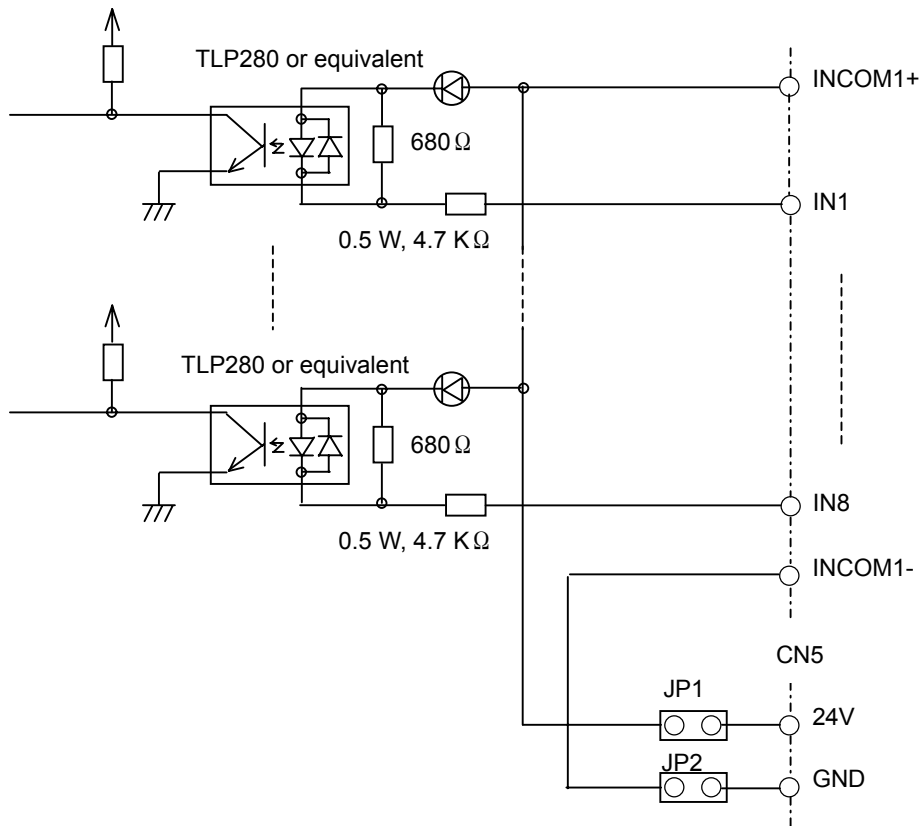 TLP280 or equivalent
INCOM1+
680Ω
IN1
0.5 W, 4.7 KΩ
TLP280 or equivalent
680Ω
IN8
0.5 W, 4.7 KΩ
INCOM1-
CN5
JP1
24V
JP2
GND